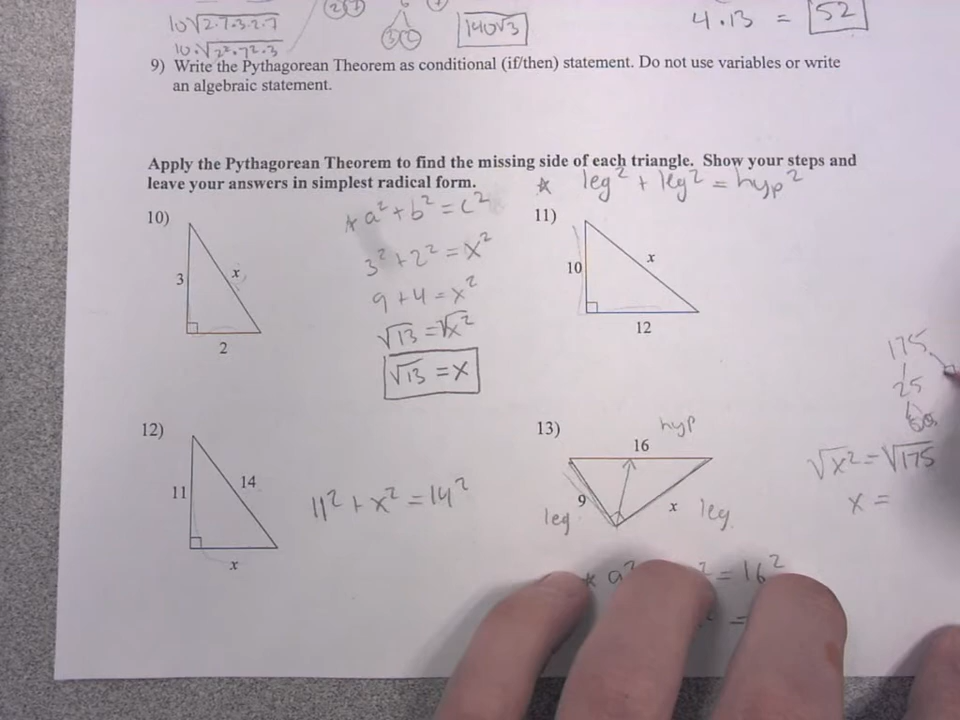 10√2·7·3·2·7
10·√2²·7²·3
140√3
4·13 = 52
9) Write the Pythagorean Theorem as conditional (if/then) statement. Do not use variables or write
an algebraic statement.
Apply the Pythagorean Theorem to find the missing side of each triangle. Show your steps and
leave your answers in simplest radical form.
* leg² + leg² = hyp²
10)
3
x
2
* a² + b² = c²
3² + 2² = x²
9 + 4 = x²
√13 = √x²
√13 = x
11)
10
x
12
12)
11
14
x
11² + x² = 14²
13)
hyp
16
9
x
leg
leg
* a² ² = 16²
² =
175
25
√x² = √175
x =